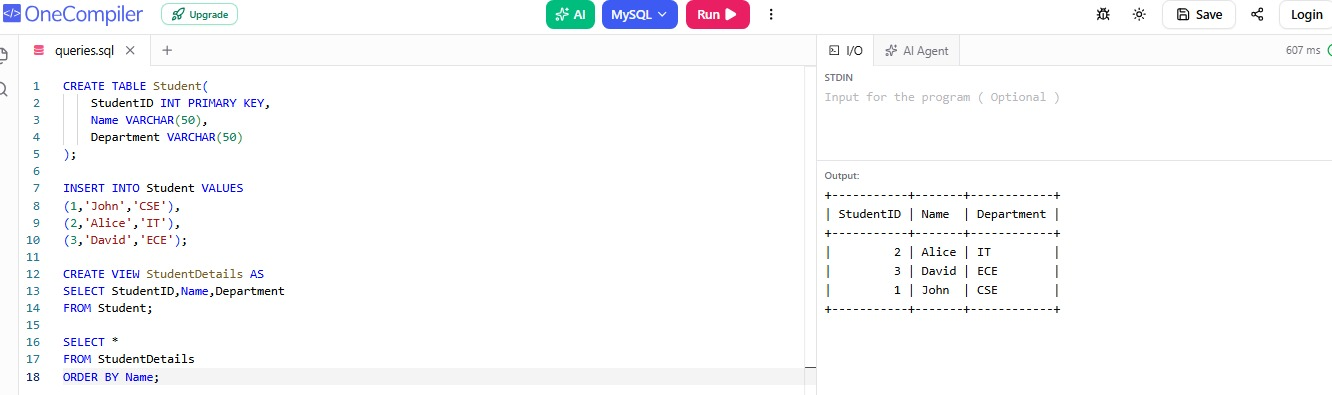 </> OneCompiler Upgrade AI MySQL Run Save Login
queries.sql × + I/O AI Agent 607 ms
1 CREATE TABLE Student(
2 StudentID INT PRIMARY KEY,
3 Name VARCHAR(50),
4 Department VARCHAR(50)
5 );
6
7 INSERT INTO Student VALUES
8 (1,'John','CSE'),
9 (2,'Alice','IT'),
10 (3,'David','ECE');
11
12 CREATE VIEW StudentDetails AS
13 SELECT StudentID,Name,Department
14 FROM Student;
15
16 SELECT *
17 FROM StudentDetails
18 ORDER BY Name;
STDIN
Input for the program ( Optional )
Output:
+-----------+-------+------------+
| StudentID | Name  | Department |
+-----------+-------+------------+
|         2 | Alice | IT         |
|         3 | David | ECE        |
|         1 | John  | CSE        |
+-----------+-------+------------+